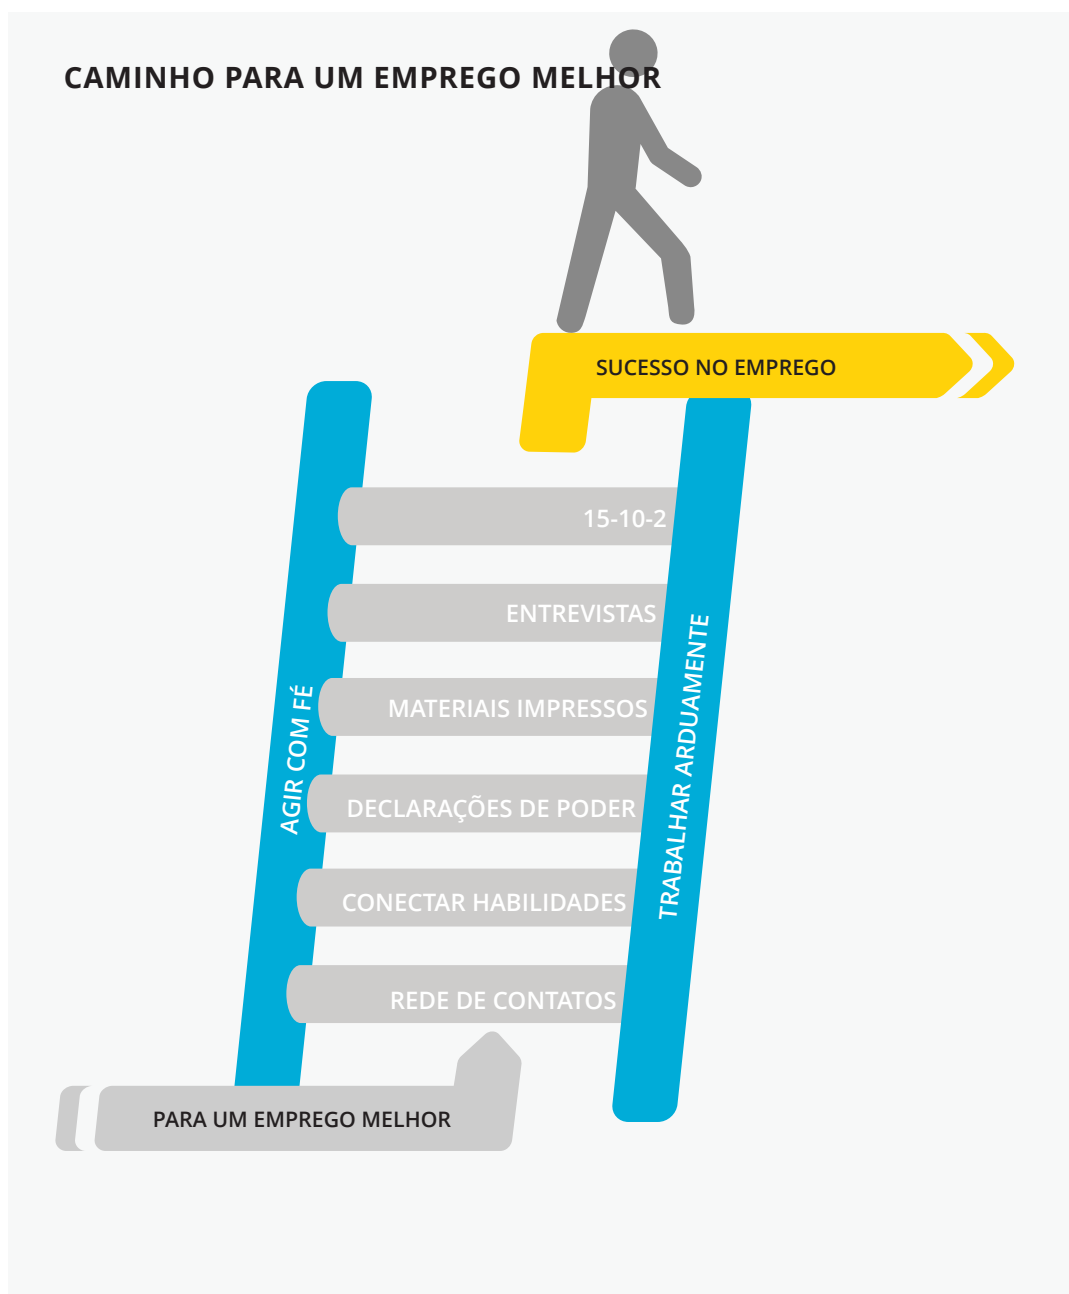 CAMINHO PARA UM EMPREGO MELHOR
SUCESSO NO EMPREGO
15-10-2
ENTREVISTAS
MATERIAIS IMPRESSOS
DECLARAÇÕES DE PODER
CONECTAR HABILIDADES
REDE DE CONTATOS
AGIR COM FÉ
TRABALHAR ARDUAMENTE
PARA UM EMPREGO MELHOR